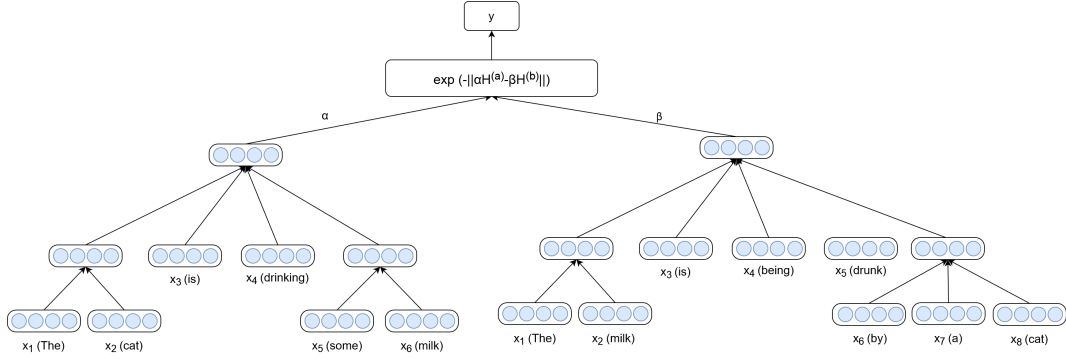 y
exp (-||αH⁽ᵃ⁾-βH⁽ᵇ⁾||)
α
β
x₃ (is)
x₄ (drinking)
x₃ (is)
x₄ (being)
x₅ (drunk)
x₁ (The)
x₂ (cat)
x₅ (some)
x₆ (milk)
x₁ (The)
x₂ (milk)
x₆ (by)
x₇ (a)
x₈ (cat)